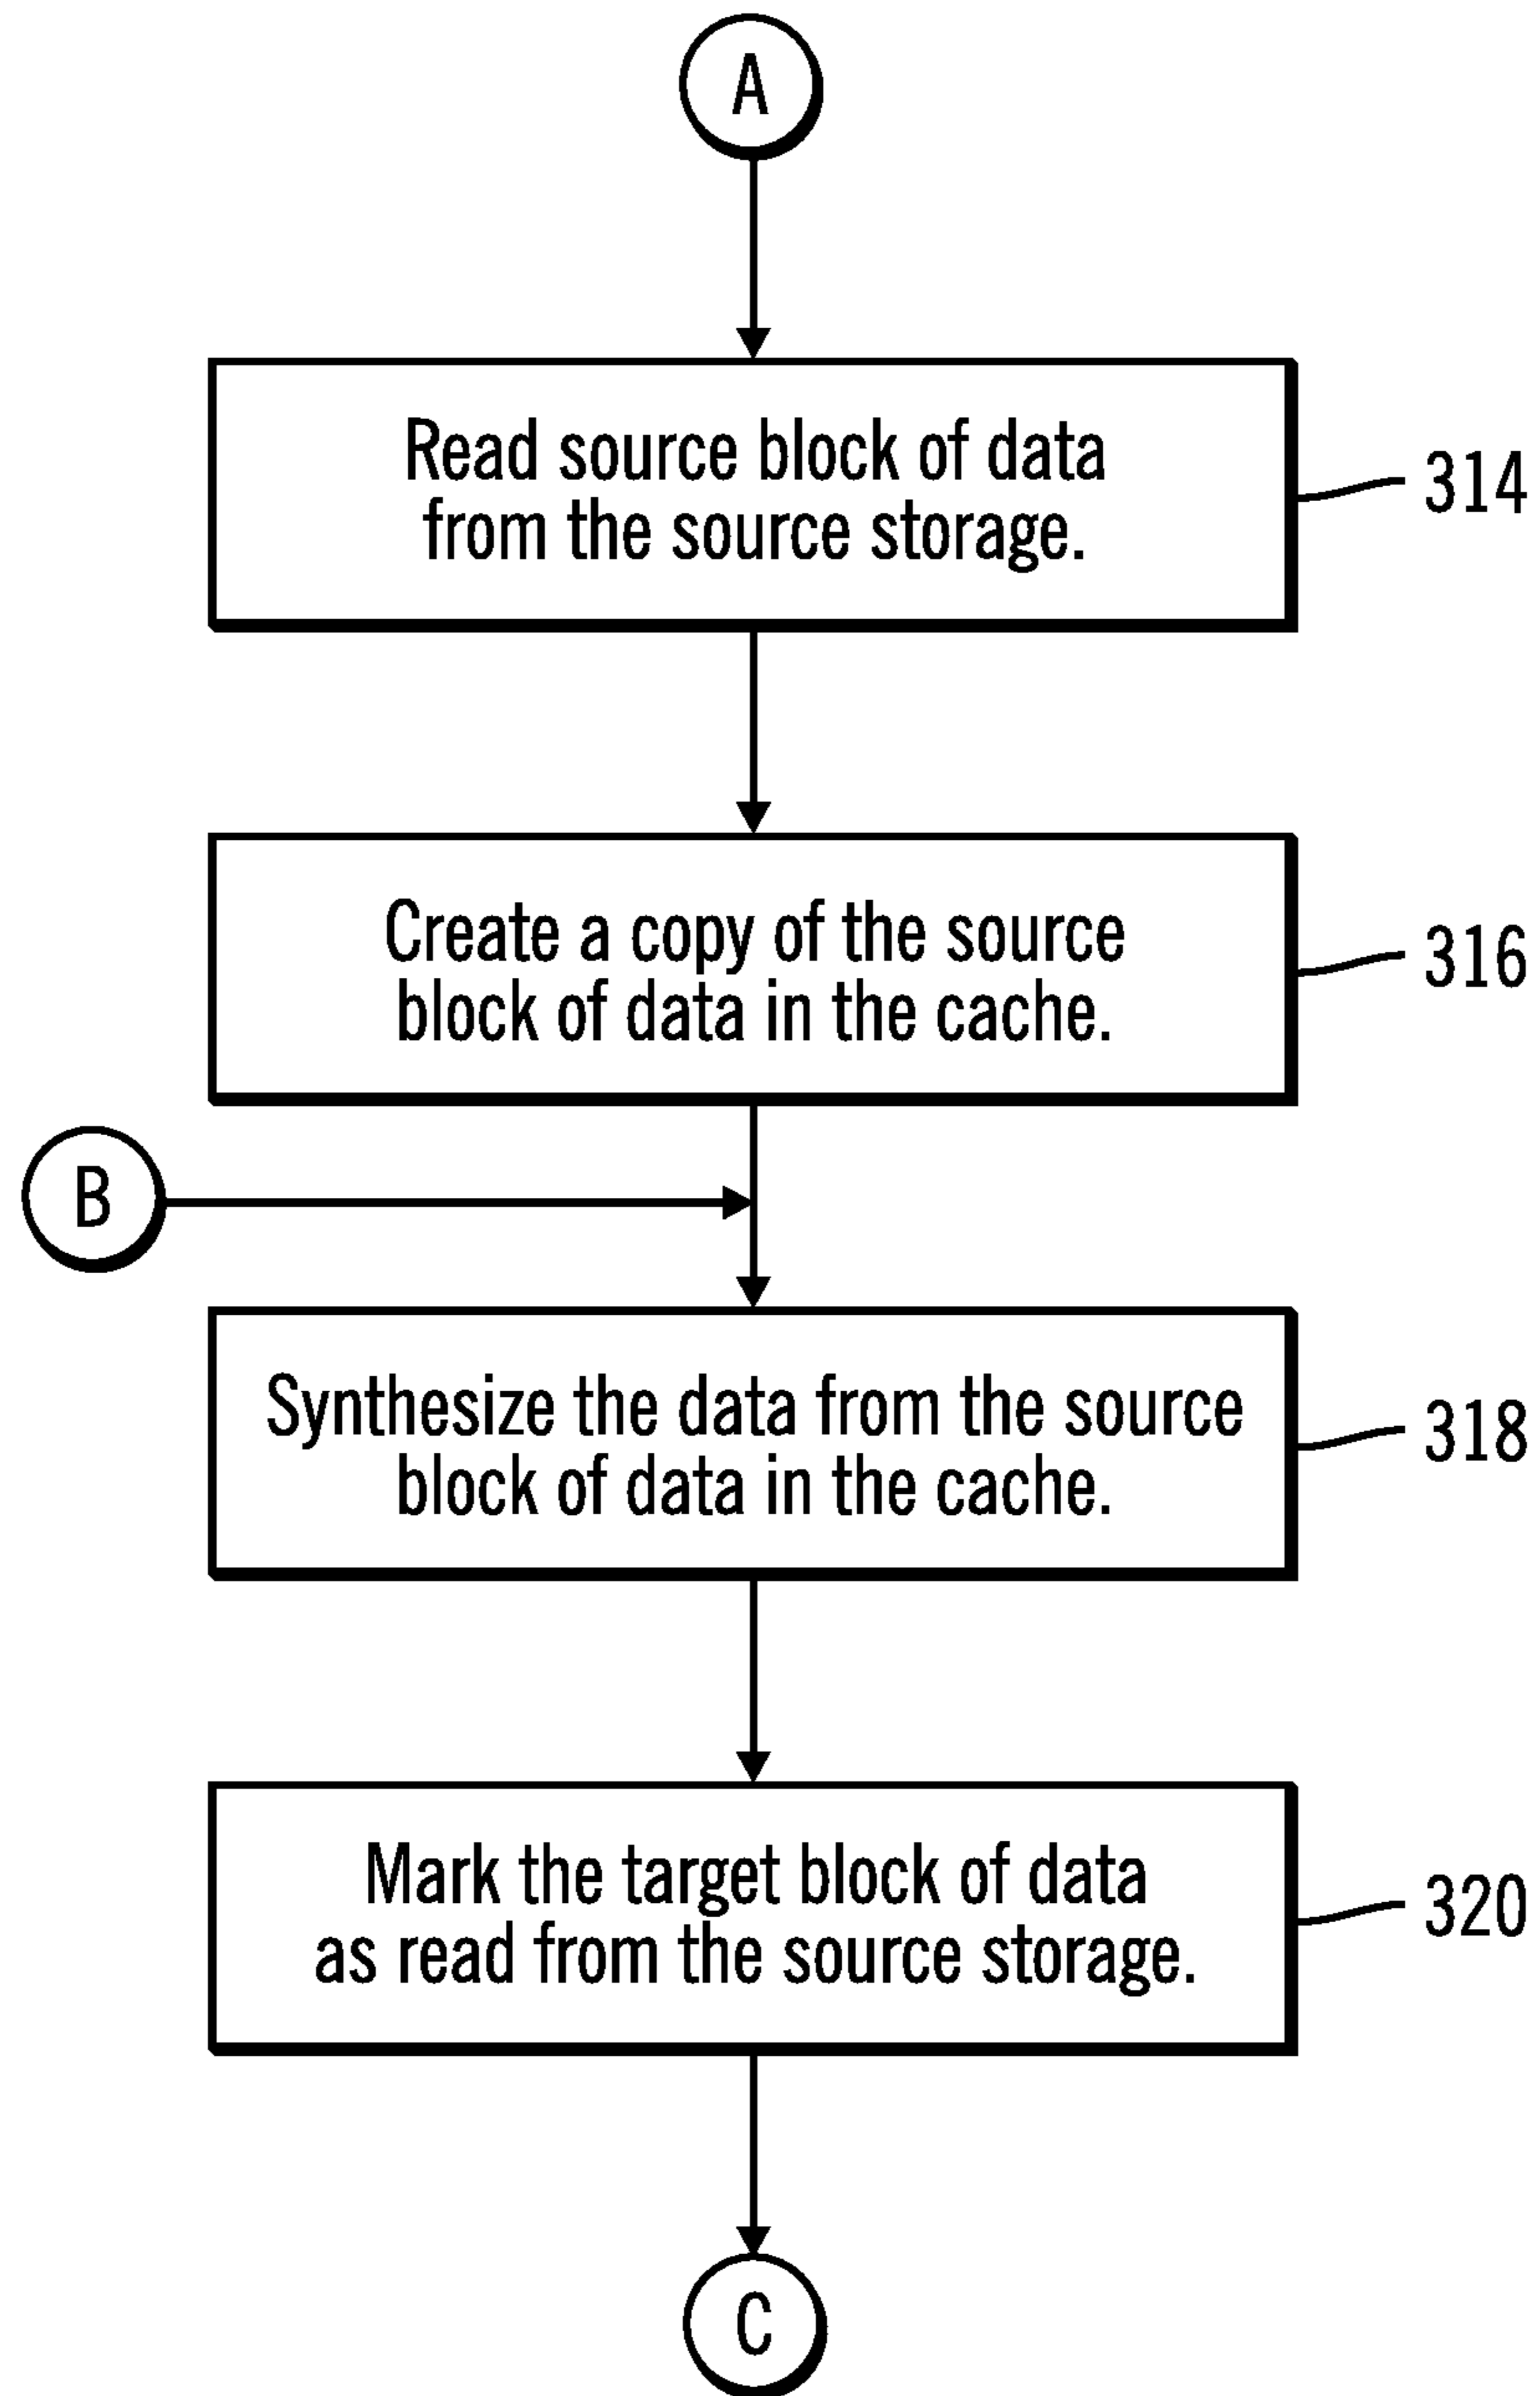 A
Read source block of data
from the source storage.
314
Create a copy of the source
block of data in the cache.
316
B
Synthesize the data from the source
block of data in the cache.
318
Mark the target block of data
as read from the source storage.
320
C